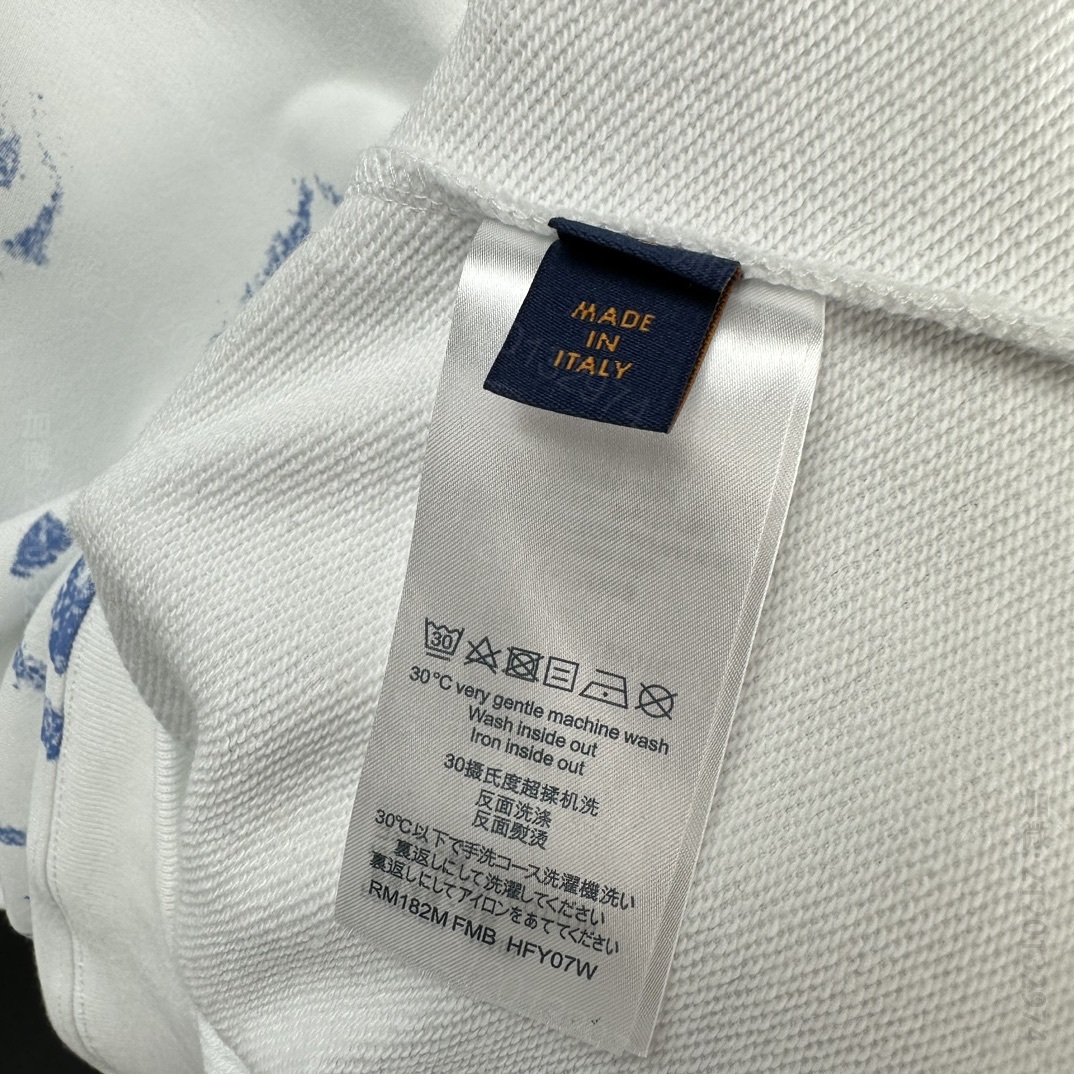 MADE
IN
ITALY
30
30°C very gentle machine wash
Wash inside out
Iron inside out
30摄氏度超揉机洗
反面洗涤
反面熨烫
30℃以下で手洗コース洗濯機洗い
裏返しにして洗濯してください
裏返しにしてアイロンをあててください
RM182M FMB HFY07W